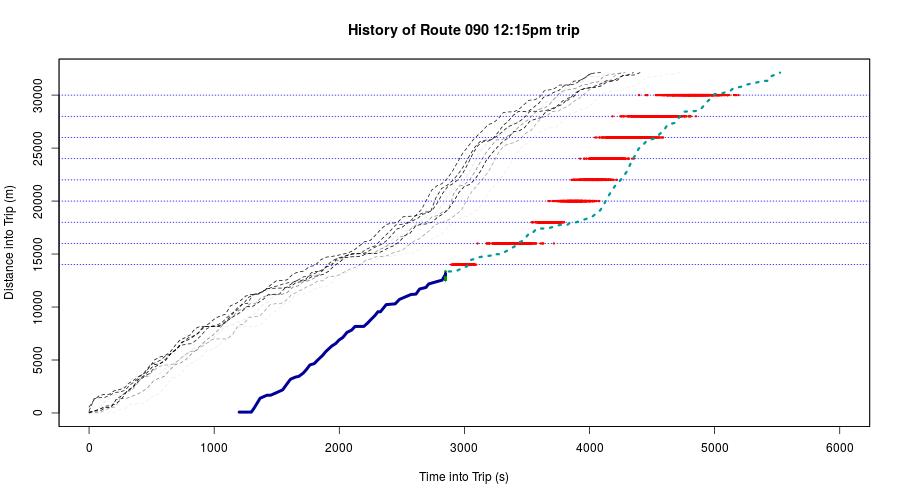 History of Route 090 12:15pm trip
Distance into Trip (m)
30000
25000
20000
15000
10000
5000
0
0 1000 2000 3000 4000 5000 6000
Time into Trip (s)